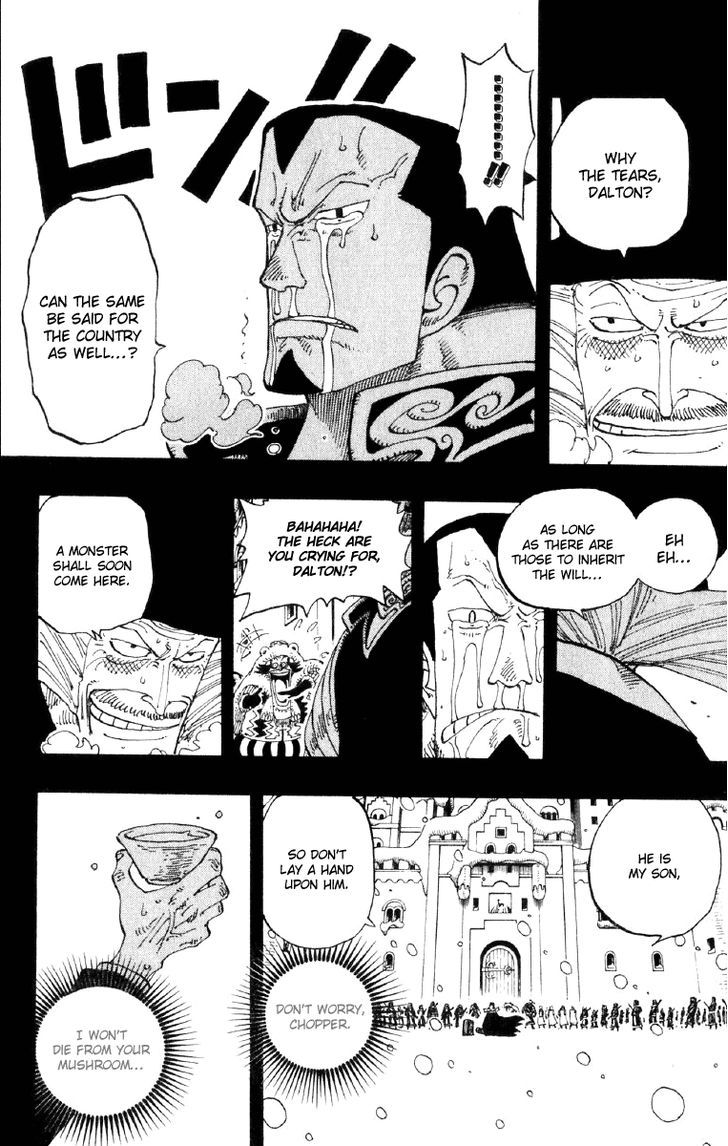 WHY
THE TEARS,
DALTON?
........!!
ドンッ
CAN THE SAME
BE SAID FOR
THE COUNTRY
AS WELL...?
EH
EH...
AS LONG
AS THERE ARE
THOSE TO INHERIT
THE WILL...
BAHAHAHA!
THE HECK ARE
YOU CRYING FOR,
DALTON!?
A MONSTER
SHALL SOON
COME HERE.
HE IS
MY SON,
SO DON'T
LAY A HAND
UPON HIM.
DON'T WORRY,
CHOPPER.
I WON'T
DIE FROM YOUR
MUSHROOM...